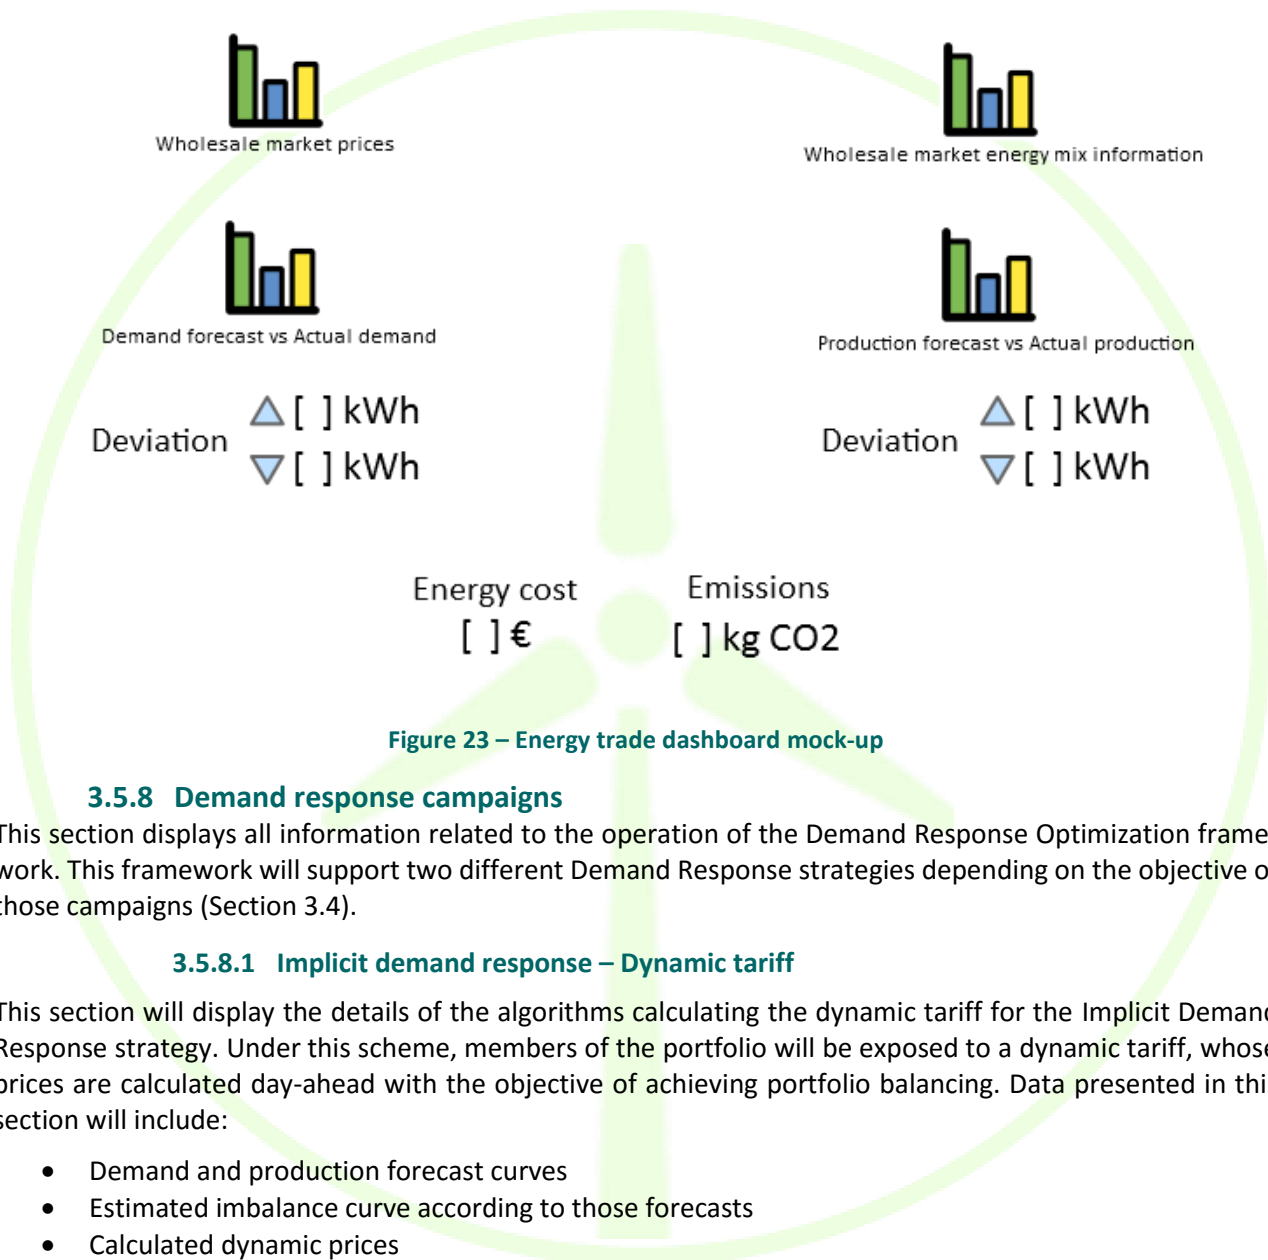 Wholesale market prices
Wholesale market energy mix information
Demand forecast vs Actual demand
Production forecast vs Actual production
Deviation
[ ] kWh
[ ] kWh
Deviation
[ ] kWh
[ ] kWh
Energy cost
[ ] €
Emissions
[ ] kg CO2
Figure 23 – Energy trade dashboard mock-up
3.5.8 Demand response campaigns
This section displays all information related to the operation of the Demand Response Optimization frame
work. This framework will support two different Demand Response strategies depending on the objective o
those campaigns (Section 3.4).
3.5.8.1 Implicit demand response – Dynamic tariff
This section will display the details of the algorithms calculating the dynamic tariff for the Implicit Demand
Response strategy. Under this scheme, members of the portfolio will be exposed to a dynamic tariff, whose
prices are calculated day-ahead with the objective of achieving portfolio balancing. Data presented in thi
section will include:
• Demand and production forecast curves
• Estimated imbalance curve according to those forecasts
• Calculated dynamic prices